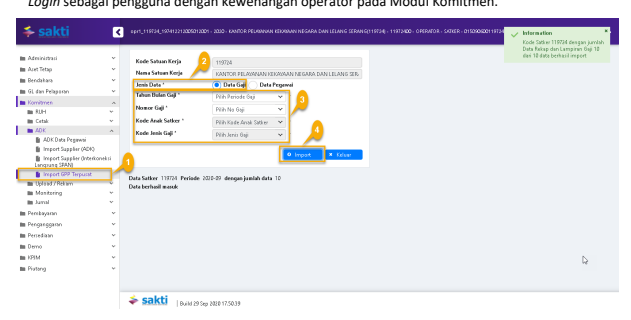 Login sebagai pengguna dengan kewenangan operator pada Modul Komitmen.
sakti
opr1_119724_197412212005012001 - 2020 - KANTOR PELAYANAN KEKAYAAN NEGARA DAN LELANG SERANG(119724) - 11972400 - OPERATOR - SATKER -
Information
Kode Satker 119724 dengan jumlah
Data Rekap dan Lampiran Gaji 10
dan 10 data berhasil import
Administrasi
Aset Tetap
Bendahara
GL dan Pelaporan
Komitmen
RUH
Cetak
ADK
ADK Data Pegawai
Import Supplier (ADK)
Import Supplier (Interkoneksi
Langsung SPAN)
Import GPP Terpusat
Upload / Rekam
Monitoring
Jurnal
Pembayaran
Penganggaran
Persediaan
Demo
KPIM
Piutang
Kode Satuan Kerja
119724
Nama Satuan Kerja
KANTOR PELAYANAN KEKAYAAN NEGARA DAN LELANG SER
2
Jenis Data *
Data Gaji
Data Pegawai
Tahun Bulan Gaji *
Pilih Periode Gaji
3
Nomor Gaji *
Pilih No Gaji
Kode Anak Satker *
Pilih Kode Anak Satker
4
Kode Jenis Gaji *
Pilih Jenis Gaji
Import
Keluar
1
Data Satker 119724 Periode 2020-09 dengan jumlah data 10
Data berhasil masuk
sakti
Build 29 Sep 2020 17:50:39